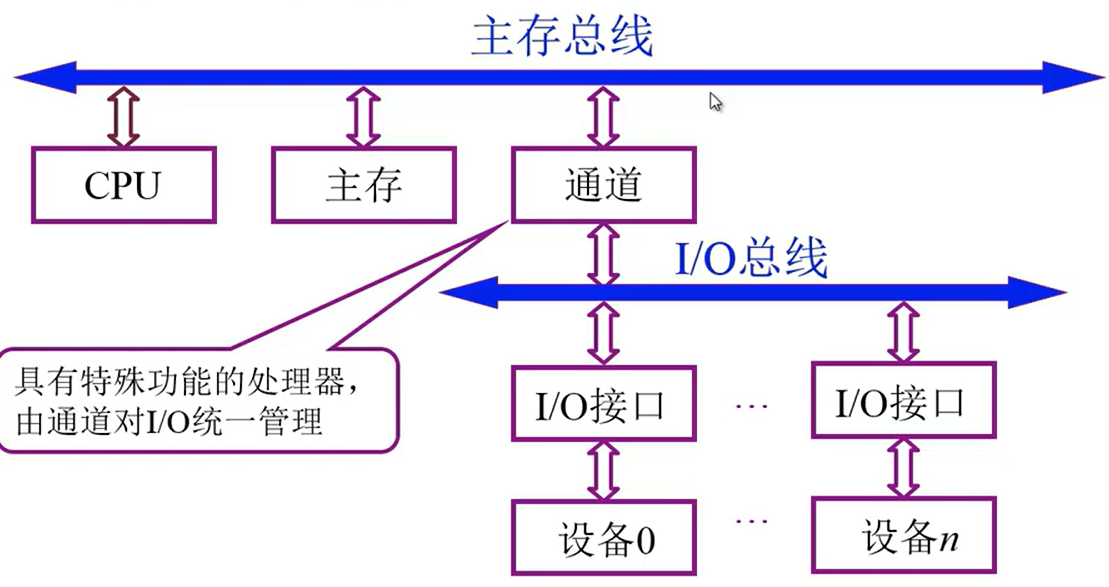 主存总线
CPU
主存
通道
I/O总线
具有特殊功能的处理器，
由通道对I/O统一管理
I/O接口
…
I/O接口
设备0
…
设备n